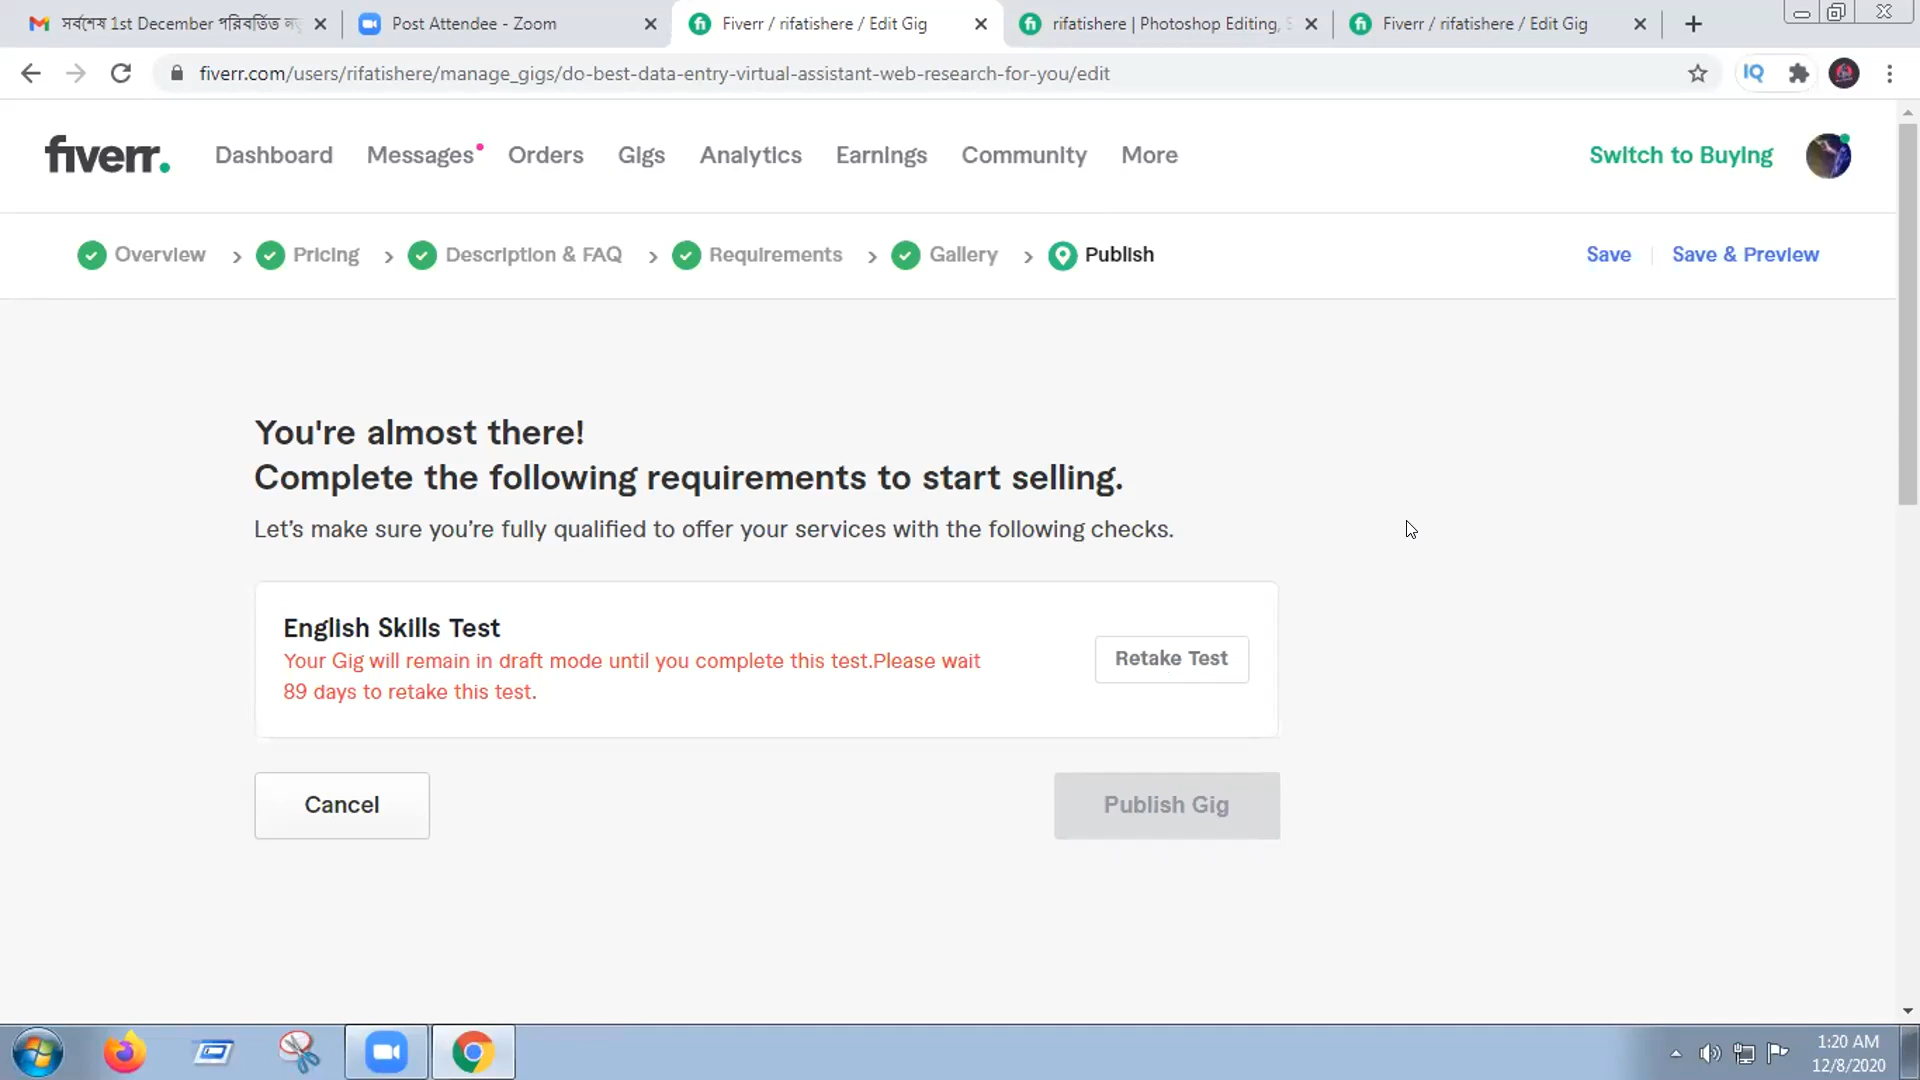 সর্বশেষ 1st December পরিবর্তিত
Post Attendee - Zoom
Fiverr / rifatishere / Edit Gig
rifatishere | Photoshop Editing,
Fiverr / rifatishere / Edit Gig
fiverr.com/users/rifatishere/manage_gigs/do-best-data-entry-virtual-assistant-web-research-for-you/edit
IQ
fiverr.
Dashboard
Messages
Orders
Gigs
Analytics
Earnings
Community
More
Switch to Buying
Overview
Pricing
Description & FAQ
Requirements
Gallery
Publish
Save
Save & Preview
You're almost there!
Complete the following requirements to start selling.
Let's make sure you're fully qualified to offer your services with the following checks.
English Skills Test
Your Gig will remain in draft mode until you complete this test.Please wait
89 days to retake this test.
Retake Test
Cancel
Publish Gig
1:20 AM
12/8/2020